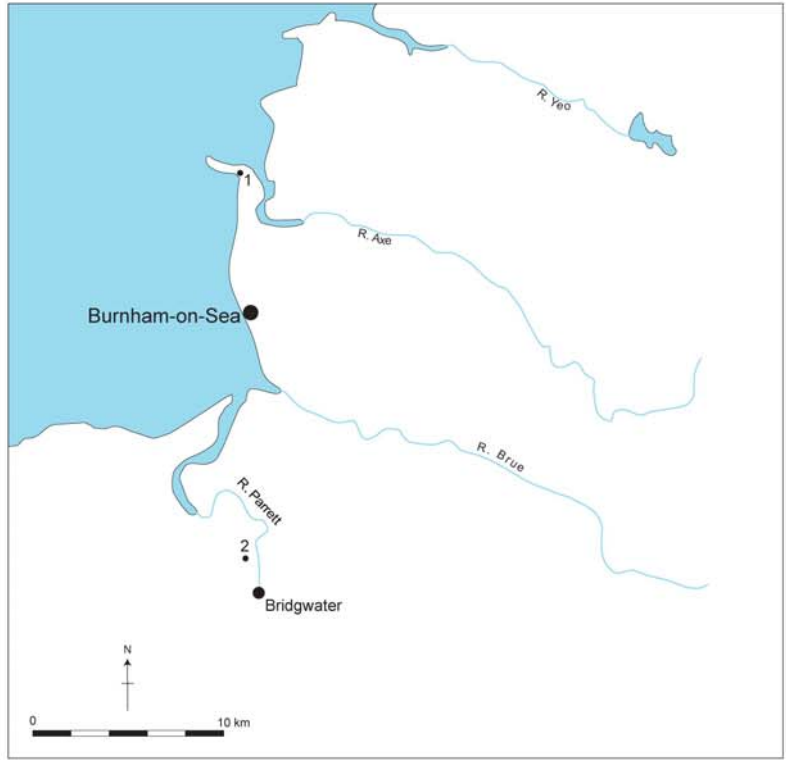 R. Yeo
1
R. Axe
Burnham-on-Sea
R. Brue
R. Parrett
2
Bridgwater
N
0 10 km